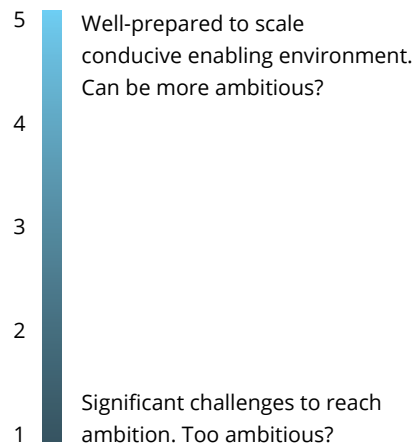 5
Well-prepared to scale
conducive enabling environment.
Can be more ambitious?
4
3
2
Significant challenges to reach
1
ambition. Too ambitious?